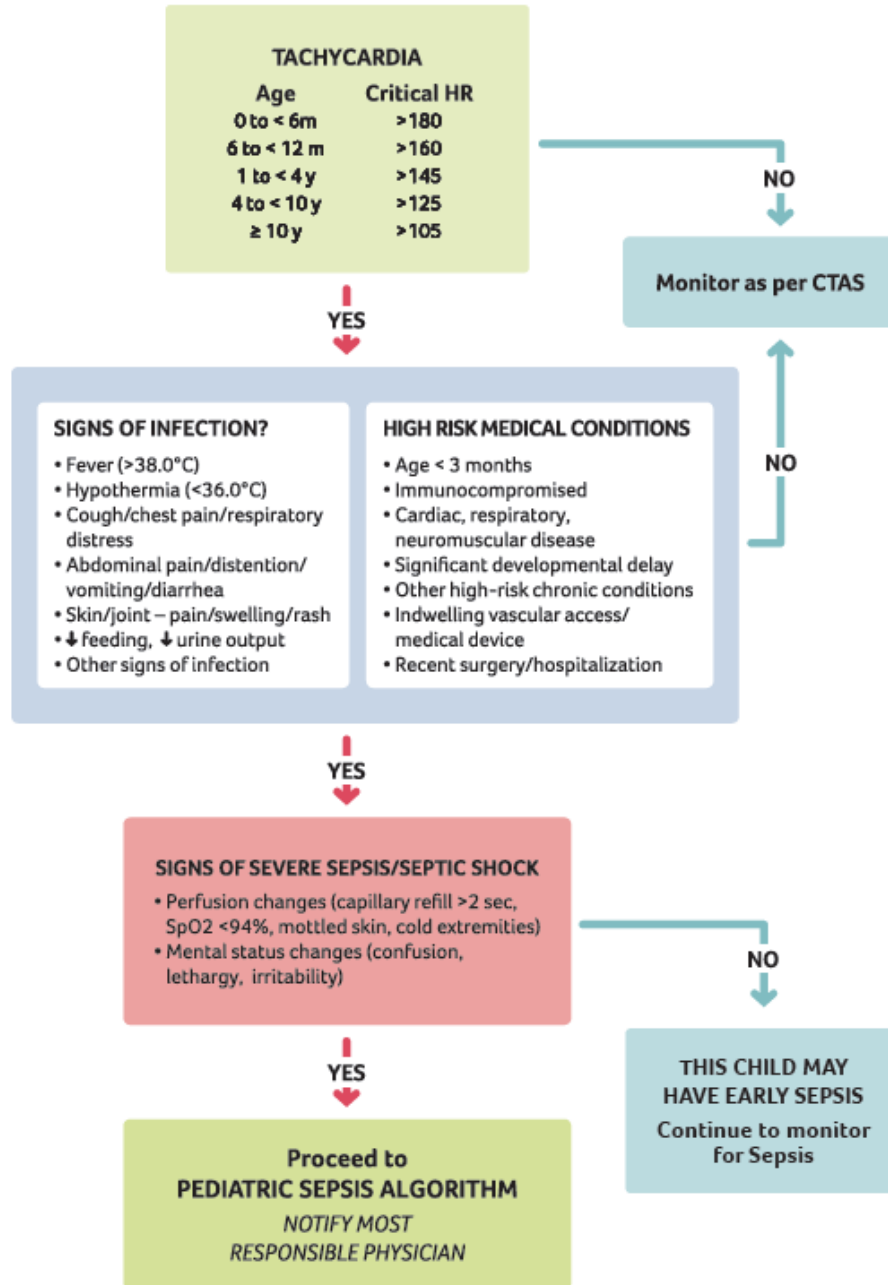 TACHYCARDIA
Age Critical HR
0 to < 6m >180
6 to < 12 m >160
1 to < 4 y >145
4 to < 10 y >125
≥ 10 y >105
NO
Monitor as per CTAS
YES
SIGNS OF INFECTION?
• Fever (>38.0°C)
• Hypothermia (<36.0°C)
• Cough/chest pain/respiratory
distress
• Abdominal pain/distention/
vomiting/diarrhea
• Skin/joint – pain/swelling/rash
• ↓ feeding, ↓ urine output
• Other signs of infection
HIGH RISK MEDICAL CONDITIONS
• Age < 3 months
• Immunocompromised
• Cardiac, respiratory,
neuromuscular disease
• Significant developmental delay
• Other high-risk chronic conditions
• Indwelling vascular access/
medical device
• Recent surgery/hospitalization
NO
YES
SIGNS OF SEVERE SEPSIS/SEPTIC SHOCK
• Perfusion changes (capillary refill >2 sec,
SpO2 <94%, mottled skin, cold extremities)
• Mental status changes (confusion,
lethargy, irritability)
NO
THIS CHILD MAY
HAVE EARLY SEPSIS
Continue to monitor
for Sepsis
YES
Proceed to
PEDIATRIC SEPSIS ALGORITHM
NOTIFY MOST
RESPONSIBLE PHYSICIAN